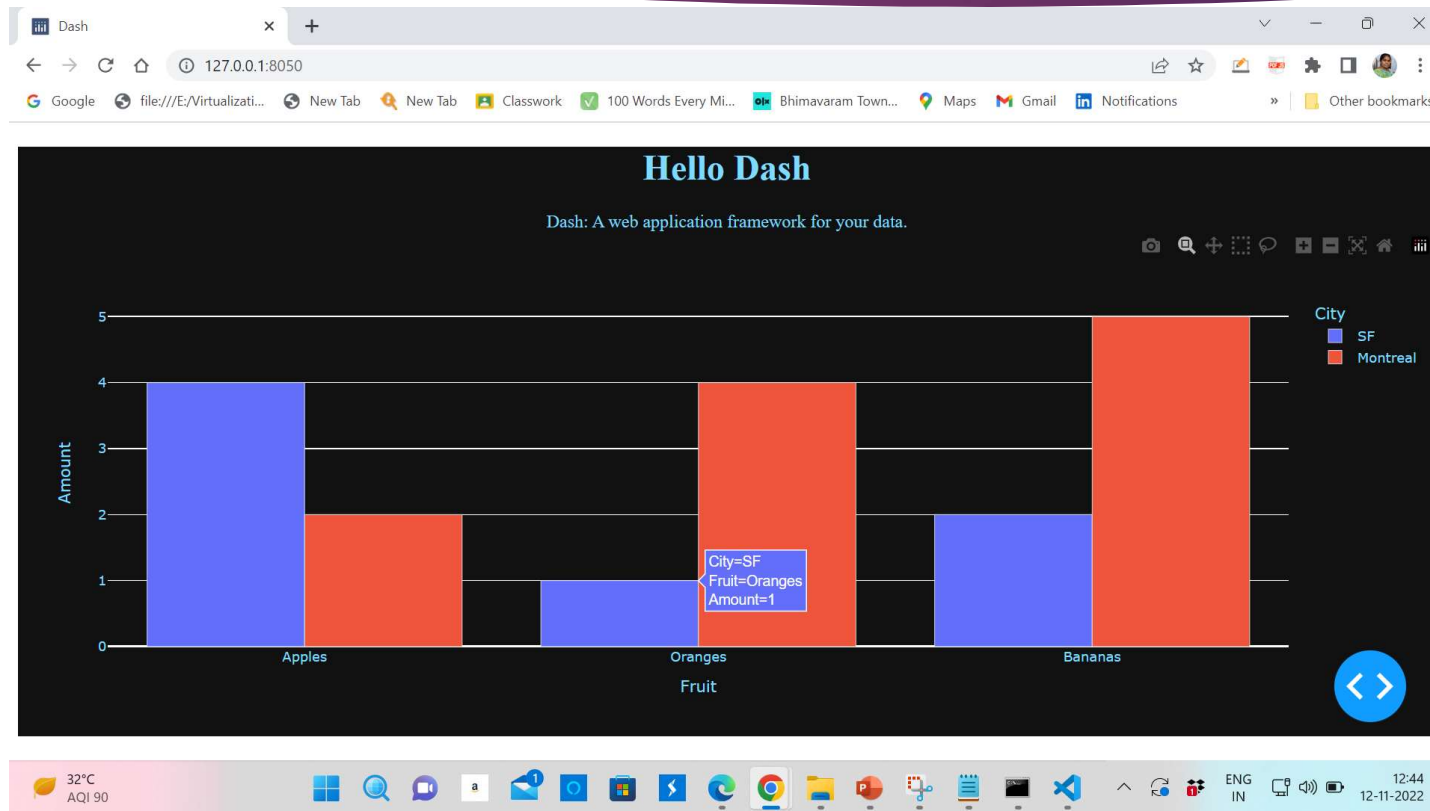 Dash
127.0.0.1:8050
Google file:///E:/Virtualizati... New Tab New Tab Classwork 100 Words Every Mi... Bhimavaram Town... Maps Gmail Notifications » Other bookmarks
Hello Dash
Dash: A web application framework for your data.
City
SF
Montreal
5
4
3
2
1
0
Amount
City=SF
Fruit=Oranges
Amount=1
Apples Oranges Bananas
Fruit
32°C
AQI 90
ENG
IN
12:44
12-11-2022